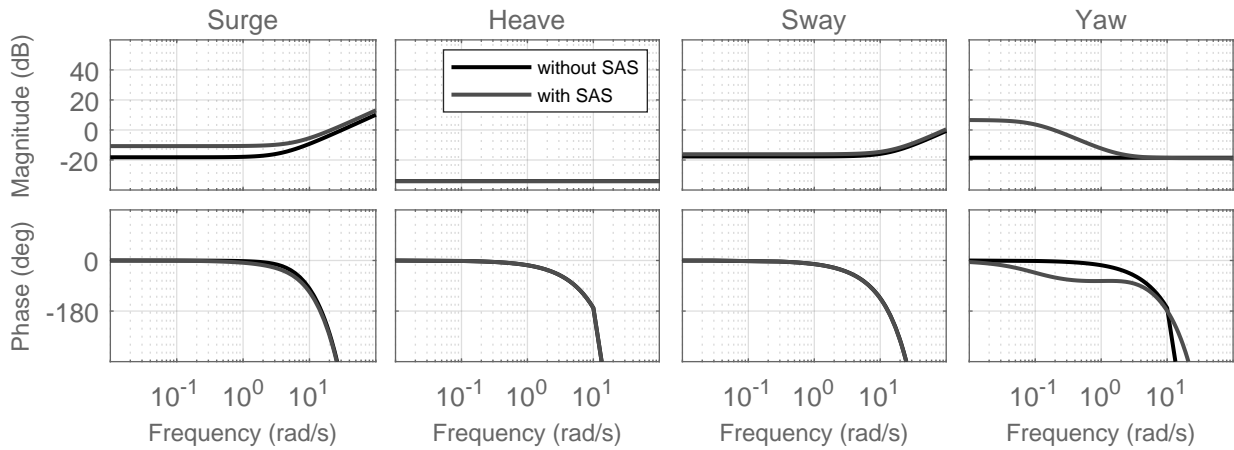 Surge Heave Sway Yaw
Magnitude (dB)
40
20
0
-20
without SAS
with SAS
Phase (deg)
0
-180
10^-1 10^0 10^1 10^-1 10^0 10^1 10^-1 10^0 10^1 10^-1 10^0 10^1
Frequency (rad/s) Frequency (rad/s) Frequency (rad/s) Frequency (rad/s)